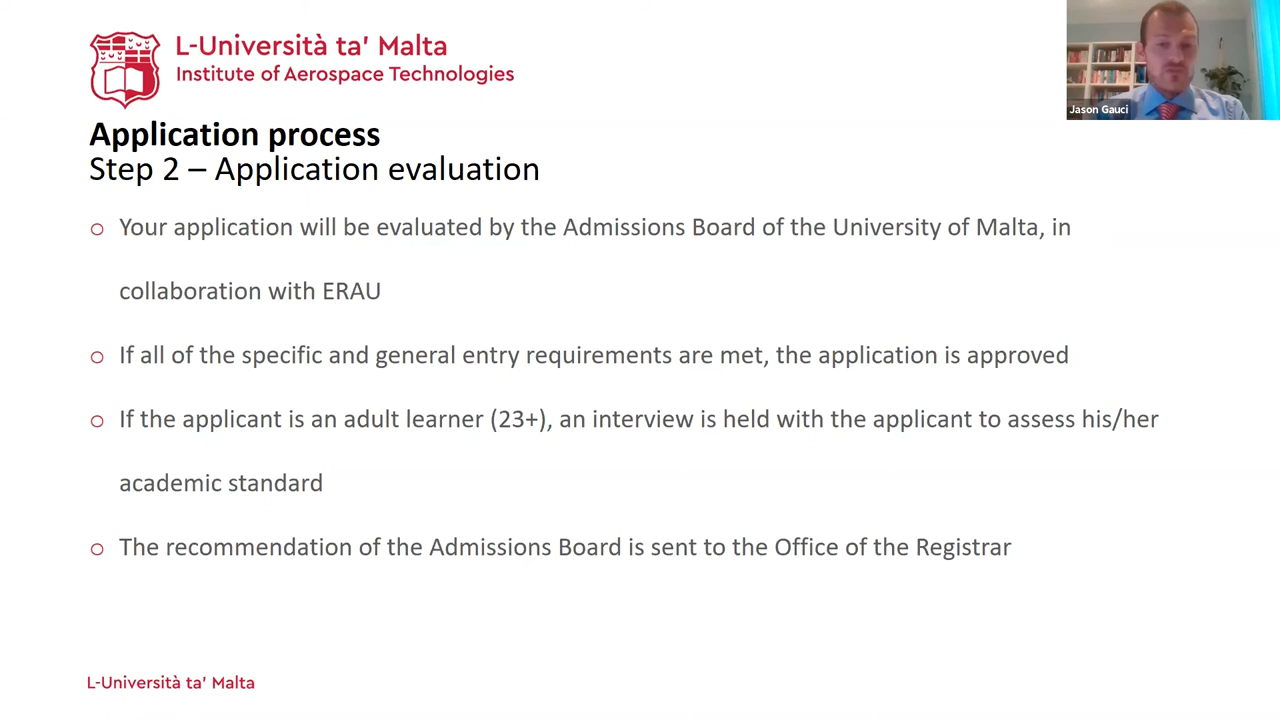 L-Università ta' Malta
Institute of Aerospace Technologies
Jason Gauci
Application process
Step 2 – Application evaluation
Your application will be evaluated by the Admissions Board of the University of Malta, in
collaboration with ERAU
If all of the specific and general entry requirements are met, the application is approved
If the applicant is an adult learner (23+), an interview is held with the applicant to assess his/her
academic standard
The recommendation of the Admissions Board is sent to the Office of the Registrar
L-Università ta' Malta